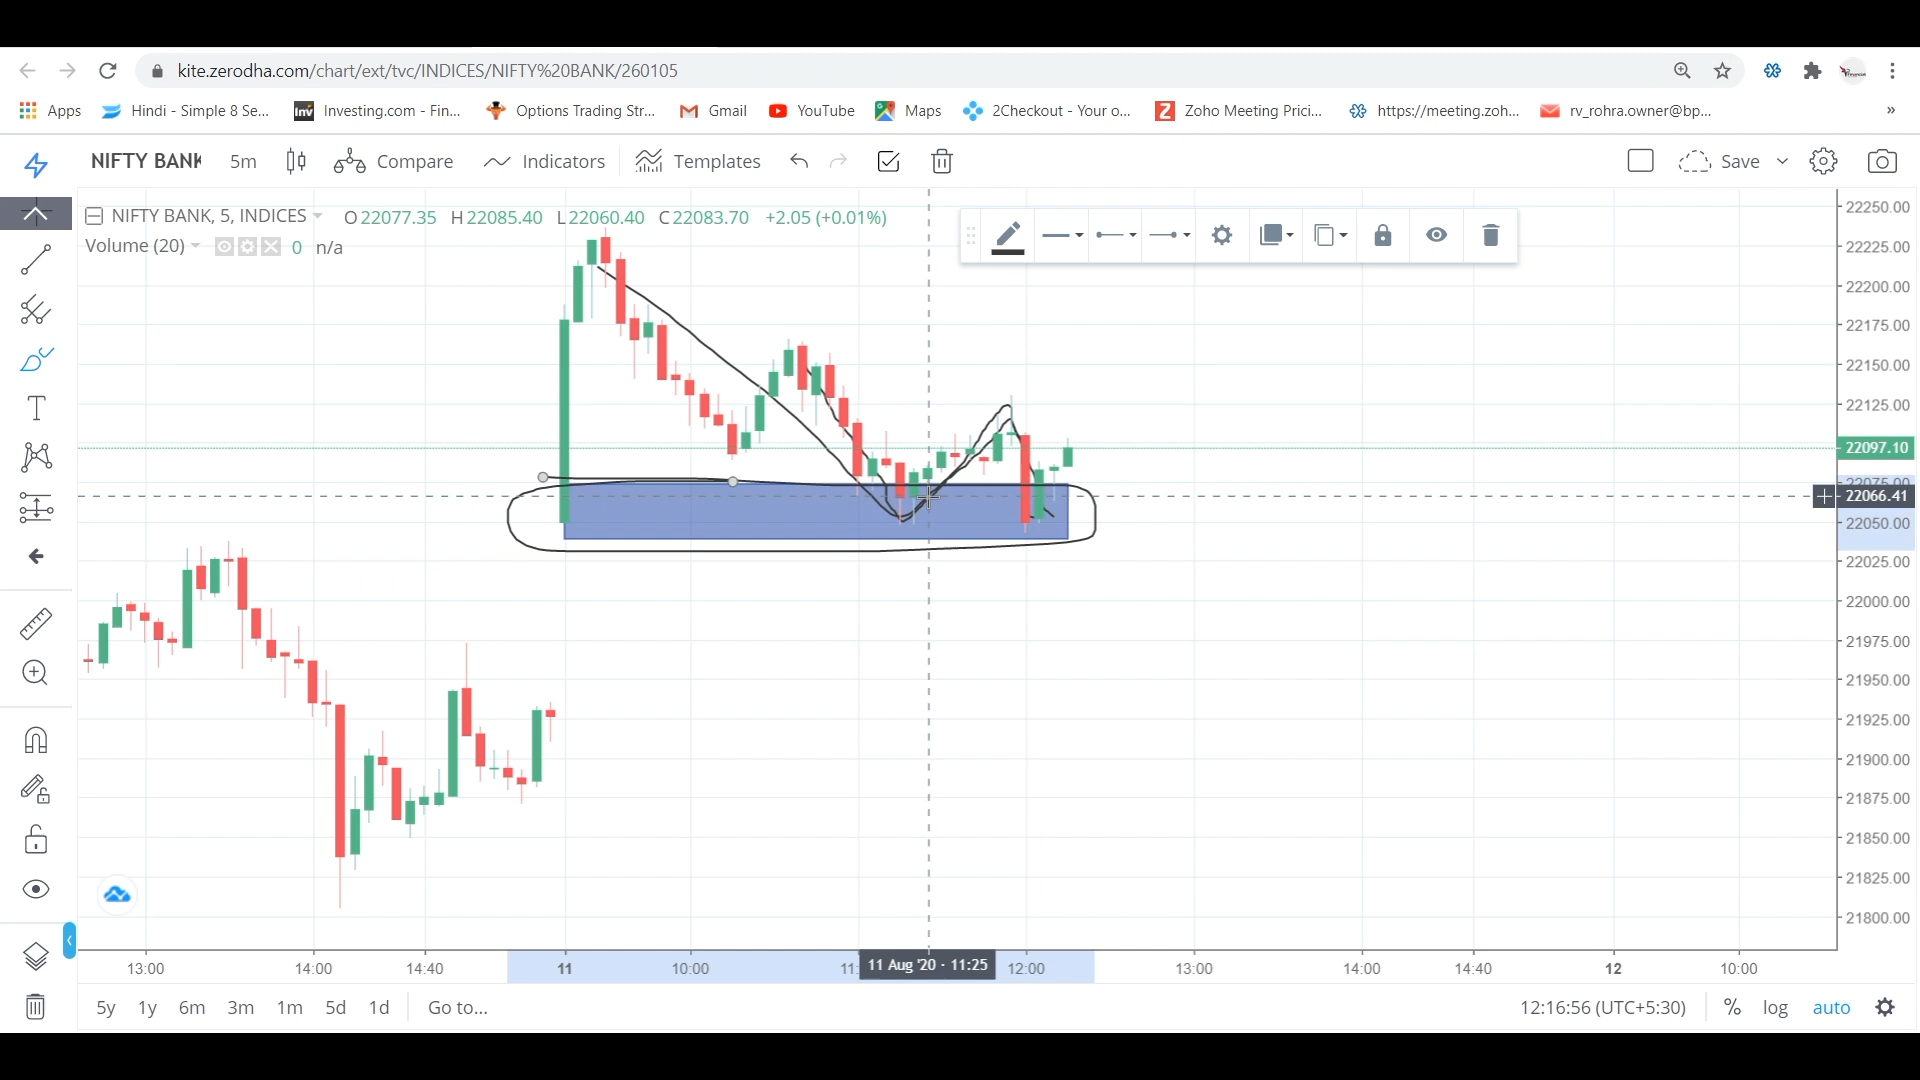 kite.zerodha.com/chart/ext/tvc/INDICES/NIFTY%20BANK/260105
Apps Hindi - Simple 8 Se... Investing.com - Fin... Options Trading Str... Gmail YouTube Maps 2Checkout - Your o... Zoho Meeting Prici... https://meeting.zoh... rv_rohra.owner@bp... »
NIFTY BANK 5m Compare Indicators Templates Save
NIFTY BANK, 5, INDICES O22077.35 H22085.40 L22060.40 C22083.70 +2.05 (+0.01%)
Volume (20) 0 n/a
22250.00
22225.00
22200.00
22175.00
22150.00
22125.00
22097.10
22075.00
22066.41
22050.00
22025.00
22000.00
21975.00
21950.00
21925.00
21900.00
21875.00
21850.00
21825.00
21800.00
13:00 14:00 14:40 11 10:00 11: 11 Aug '20 - 11:25 12:00 13:00 14:00 14:40 12 10:00
5y 1y 6m 3m 1m 5d 1d Go to... 12:16:56 (UTC+5:30) % log auto